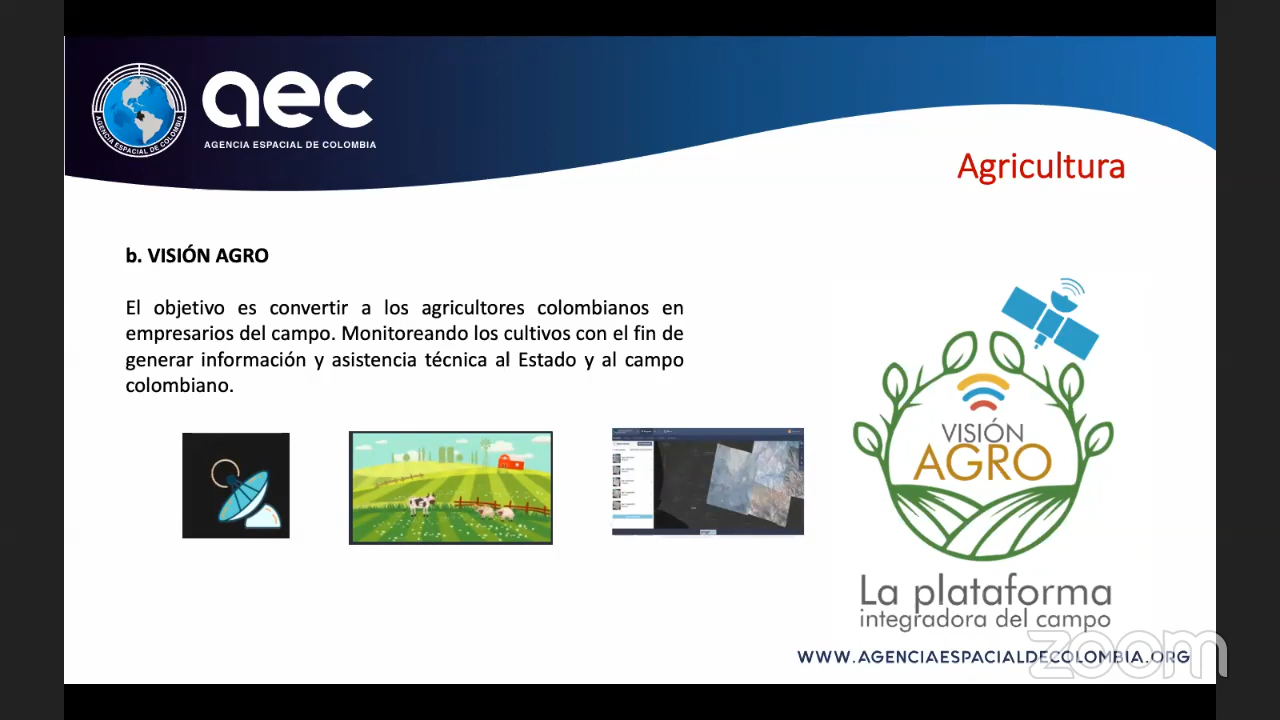 aec
AGENCIA ESPACIAL DE COLOMBIA
AGENCIA ESPACIAL DE COLOMBIA
Agricultura
b. VISIÓN AGRO
El objetivo es convertir a los agricultores colombianos en
empresarios del campo. Monitoreando los cultivos con el fin de
generar información y asistencia técnica al Estado y al campo
colombiano.
VISIÓN
AGRO
La plataforma
integradora del campo
WWW.AGENCIAESPACIALDECOLOMBIA.ORG
zoom